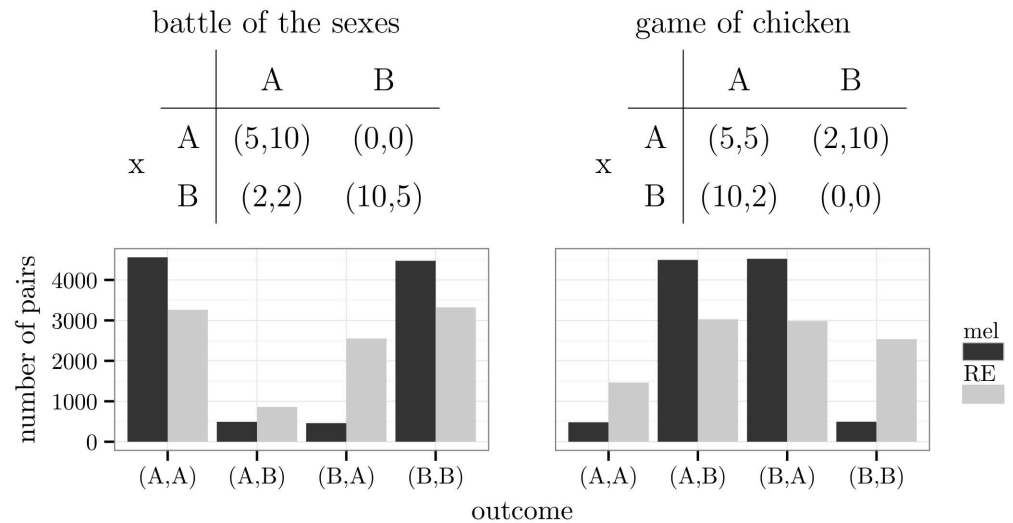 battle of the sexes
A B
A (5,10) (0,0)
x
B (2,2) (10,5)
game of chicken
A B
A (5,5) (2,10)
x
B (10,2) (0,0)
number of pairs
4000
3000
2000
1000
0
(A,A) (A,B) (B,A) (B,B)
(A,A) (A,B) (B,A) (B,B)
outcome
mel
RE